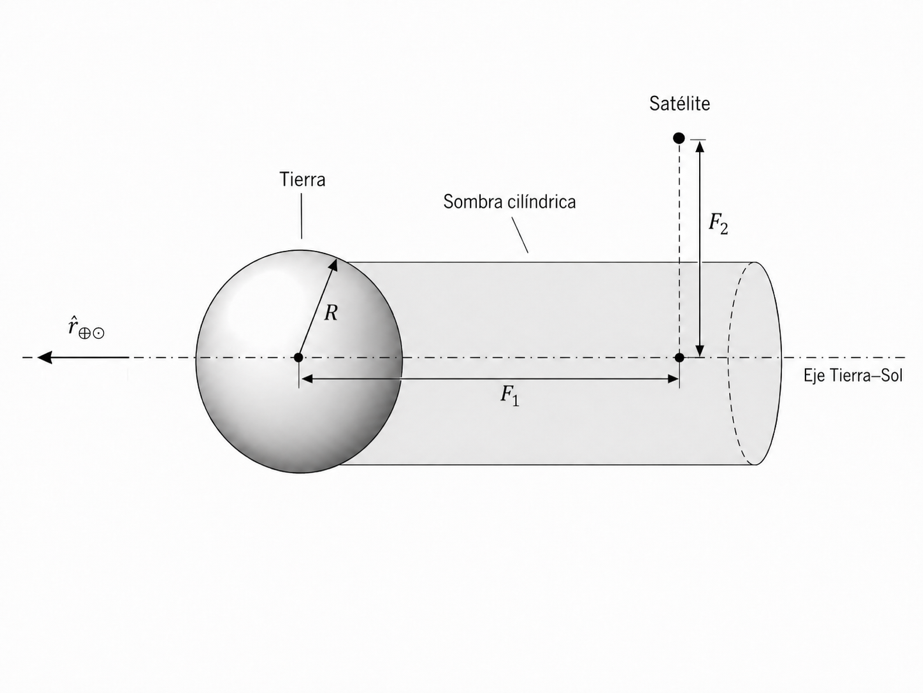 Satélite
Tierra
Sombra cilíndrica
F₂
R
r̂⊕⊙
Eje Tierra–Sol
F₁